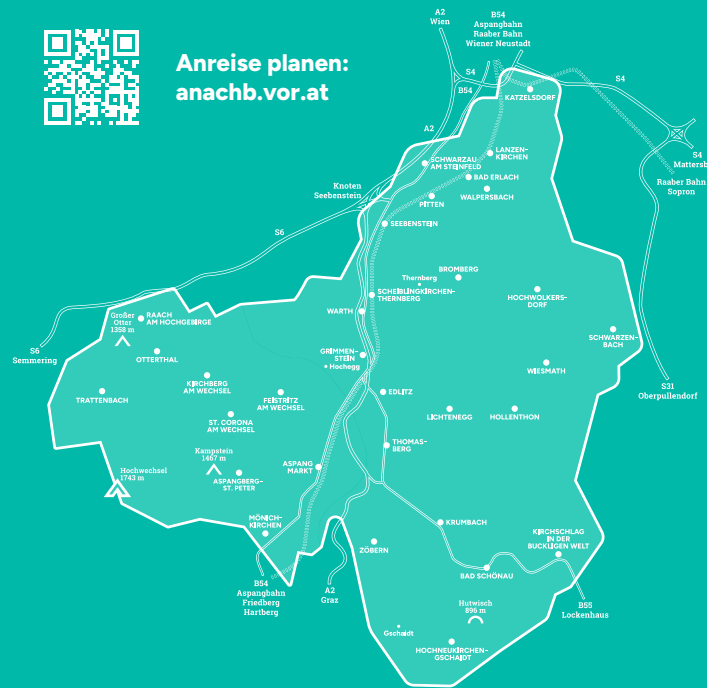 Anreise planen:
anachb.vor.at
A2
Wien
B54
Aspangbahn
Raaber Bahn
Wiener Neustadt
S4
B54
S4
KATZELSDORF
A2
LANZEN-
KIRCHEN
SCHWARZAU
AM STEINFELD
BAD ERLACH
WALPERSBACH
PITTEN
S4
Mattersb
Raaber Bahn
Sopron
Knoten
Seebenstein
SEEBENSTEIN
S6
BROMBERG
Thernberg
SCHEIBLINGKIRCHEN-
THERNBERG
HOCHWOLKERS-
DORF
WARTH
Großer
Otter
1358 m
RAACH
AM HOCHGEBIRGE
SCHWARZEN-
BACH
S6
Semmering
OTTERTHAL
GRIMMEN-
STEIN
Hochegg
WIESMATH
S31
Oberpullendorf
TRATTENBACH
KIRCHBERG
AM WECHSEL
FEISTRITZ
AM WECHSEL
EDLITZ
ST. CORONA
AM WECHSEL
LICHTENEGG
HOLLENTHON
THOMAS-
BERG
Kampstein
1467 m
Hochwechsel
1743 m
ASPANGBERG-
ST. PETER
ASPANG
MARKT
MÖNICH-
KIRCHEN
KRUMBACH
KIRCHSCHLAG
IN DER
BUCKLIGEN WELT
ZÖBERN
BAD SCHÖNAU
B54
Aspangbahn
Friedberg
Hartberg
A2
Graz
B55
Lockenhaus
Hutwisch
896 m
Gschaidt
HOCHNEUKIRCHEN-
GSCHAIDT